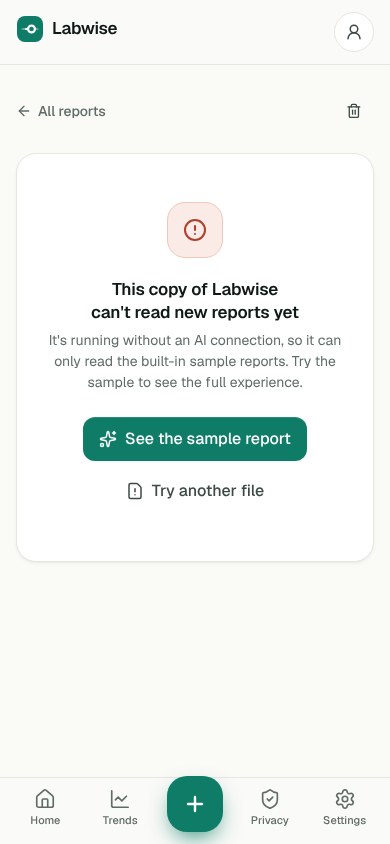 Labwise
All reports
This copy of Labwise
can't read new reports yet
It's running without an AI connection, so it can
only read the built-in sample reports. Try the
sample to see the full experience.
See the sample report
Try another file
Home
Trends
Privacy
Settings